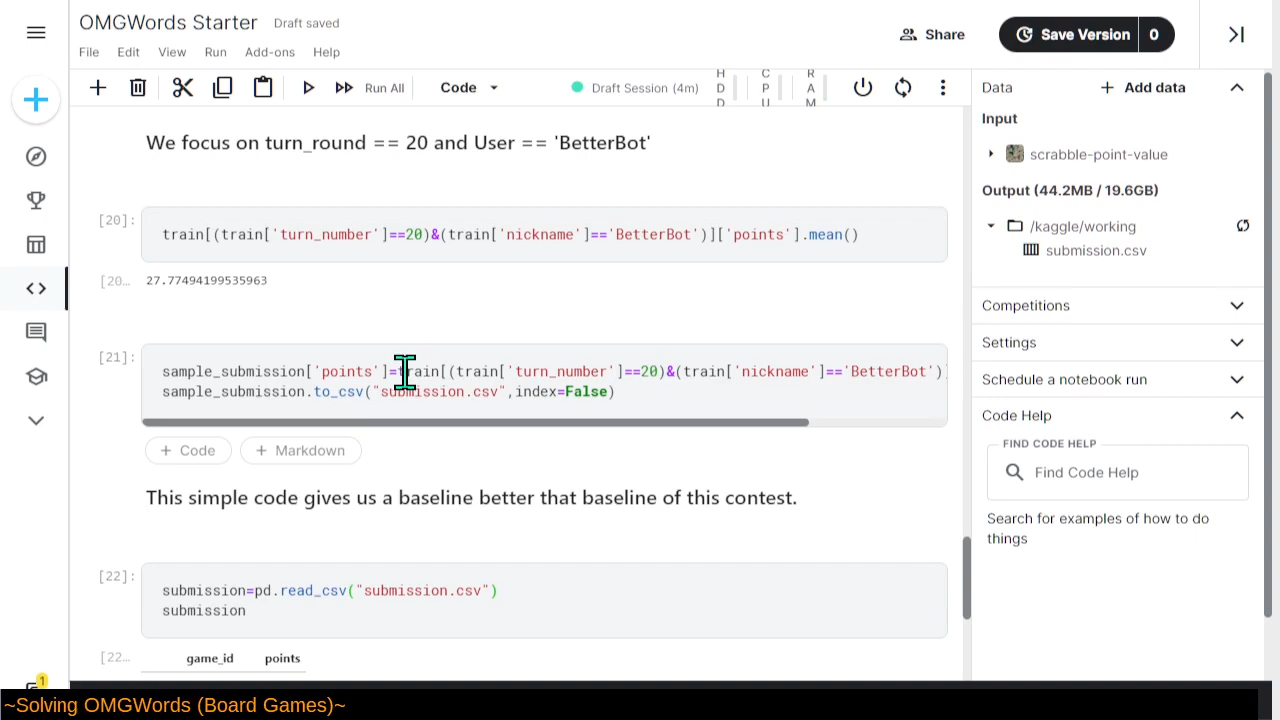 OMGWords Starter Draft saved
File Edit View Run Add-ons Help
Share
Save Version 0
Run All Code Draft Session (4m) HDD CPU RAM
We focus on turn_round == 20 and User == 'BetterBot'
[20]: train[(train['turn_number']==20)&(train['nickname']=='BetterBot')]['points'].mean()
[20... 27.77494199535963
[21]: sample_submission['points']=train[(train['turn_number']==20)&(train['nickname']=='BetterBot')]
sample_submission.to_csv("submission.csv",index=False)
+ Code + Markdown
This simple code gives us a baseline better that baseline of this contest.
[22]: submission=pd.read_csv("submission.csv")
submission
[22... game_id points
Data + Add data
Input
scrabble-point-value
Output (44.2MB / 19.6GB)
/kaggle/working
submission.csv
Competitions
Settings
Schedule a notebook run
Code Help
FIND CODE HELP
Find Code Help
Search for examples of how to do
things
1
~Solving OMGWords (Board Games)~